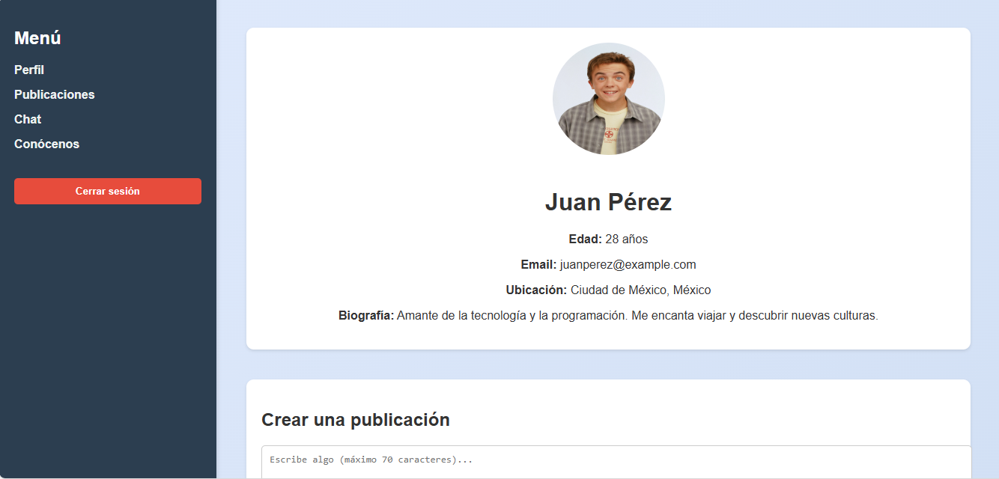 Menú
Perfil
Publicaciones
Chat
Conócenos
Cerrar sesión
Juan Pérez
Edad: 28 años
Email: juanperez@example.com
Ubicación: Ciudad de México, México
Biografía: Amante de la tecnología y la programación. Me encanta viajar y descubrir nuevas culturas.
Crear una publicación
Escribe algo (máximo 70 caracteres)...